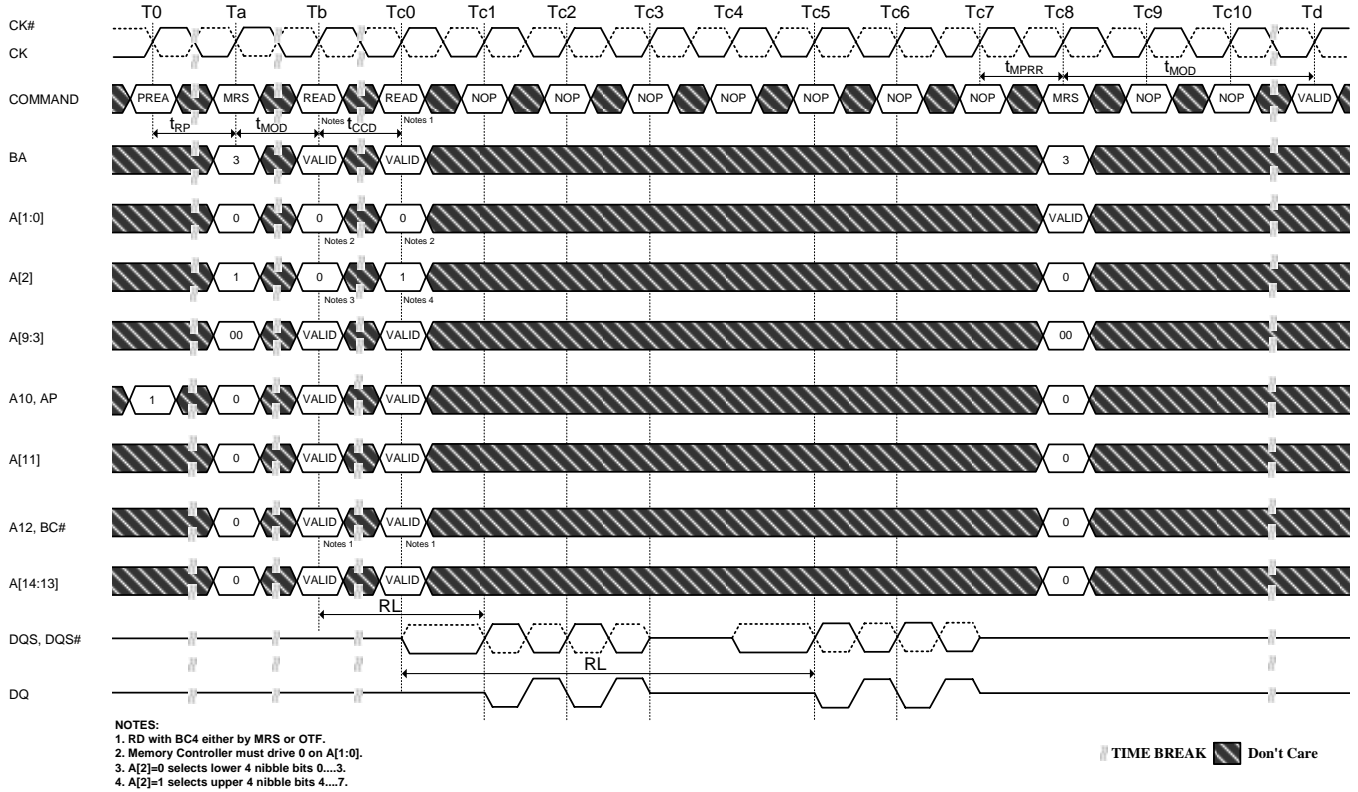 T0 Ta Tb Tc0 Tc1 Tc2 Tc3 Tc4 Tc5 Tc6 Tc7 Tc8 Tc9 Tc10 Td
CK#
CK
tMPRR tMOD
COMMAND PREA MRS READ READ NOP NOP NOP NOP NOP NOP NOP MRS NOP NOP VALID
Notes 1 Notes 1
tRP tMOD tCCD
BA 3 VALID VALID 3
A[1:0] 0 0 0 VALID
Notes 2 Notes 2
A[2] 1 0 1 0
Notes 3 Notes 4
A[9:3] 00 VALID VALID 00
A10, AP 1 0 VALID VALID 0
A[11] 0 VALID VALID 0
A12, BC# 0 VALID VALID 0
Notes 1 Notes 1
A[14:13] 0 VALID VALID 0
RL
DQS, DQS#
RL
DQ
NOTES:
1. RD with BC4 either by MRS or OTF.
2. Memory Controller must drive 0 on A[1:0].
3. A[2]=0 selects lower 4 nibble bits 0....3.
4. A[2]=1 selects upper 4 nibble bits 4....7.
TIME BREAK Don't Care